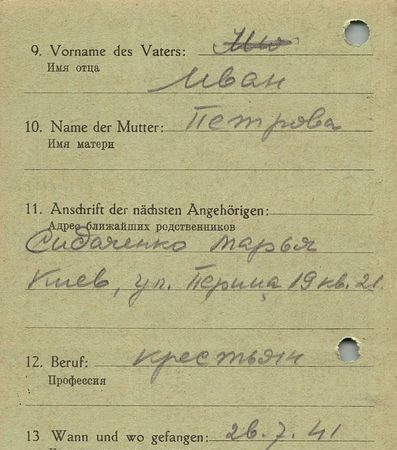 9. Vorname des Vaters:
Имя отца
Иван
10. Name der Mutter: Петрова
Имя матери
11. Anschrift der nächsten Angehörigen:
Адрес ближайших родственников
Сидаченко Марья
Киев, ул. 19 кв. 21.
12. Beruf: крестьян
Профессия
13 Wann und wo gefangen: 26.7.41